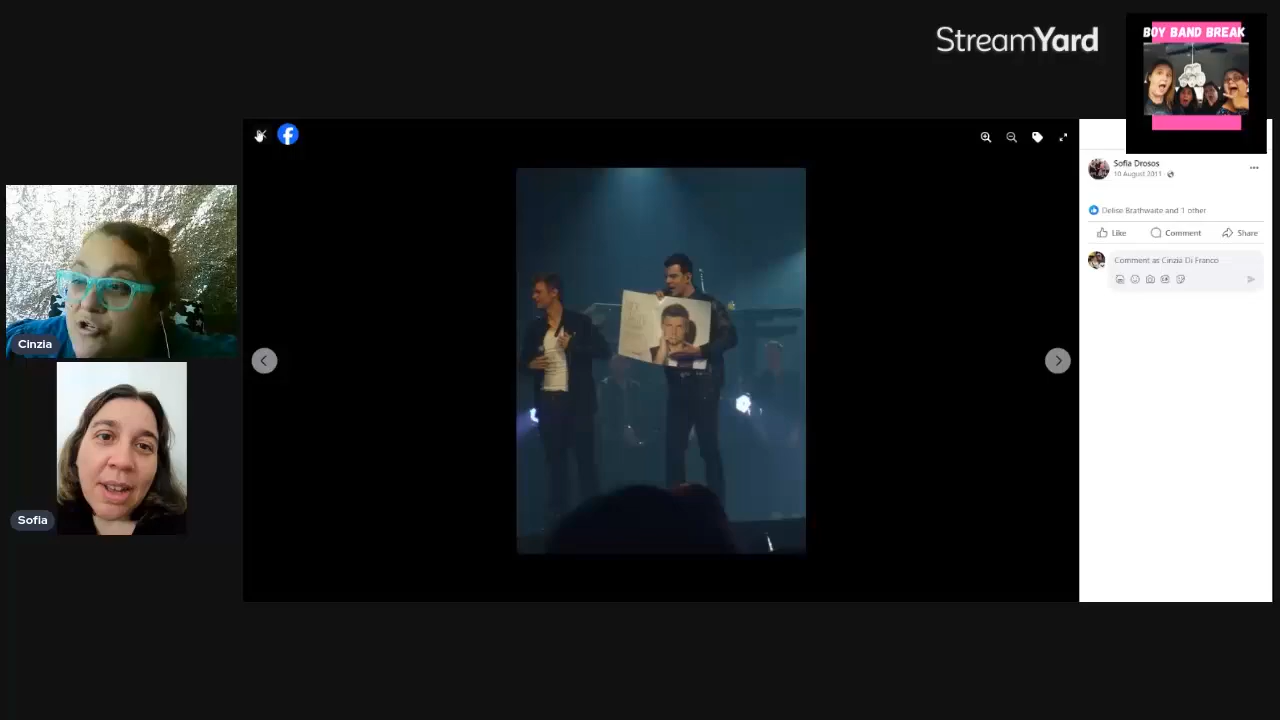 StreamYard
BOY BAND BREAK
Sofia Drosos
10 August 2011
Delise Brathwaite and 1 other
Like
Comment
Share
Comment as Cinzia Di Franco
Cinzia
Sofia